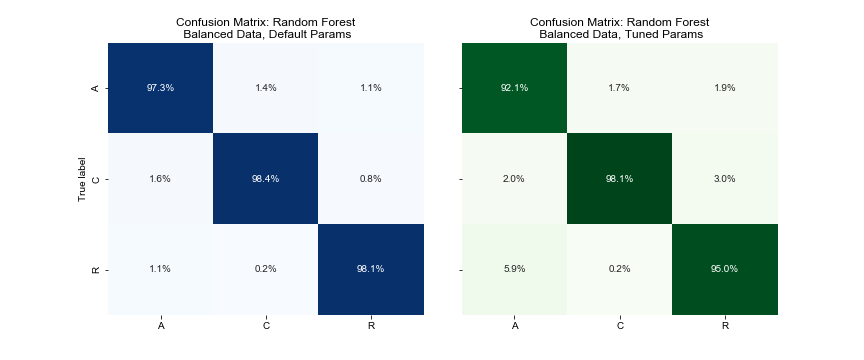 Confusion Matrix: Random Forest
Balanced Data, Default Params
Confusion Matrix: Random Forest
Balanced Data, Tuned Params
True label
A
97.3%
1.4%
1.1%
92.1%
1.7%
1.9%
C
1.6%
98.4%
0.8%
2.0%
98.1%
3.0%
R
1.1%
0.2%
98.1%
5.9%
0.2%
95.0%
A
C
R
A
C
R